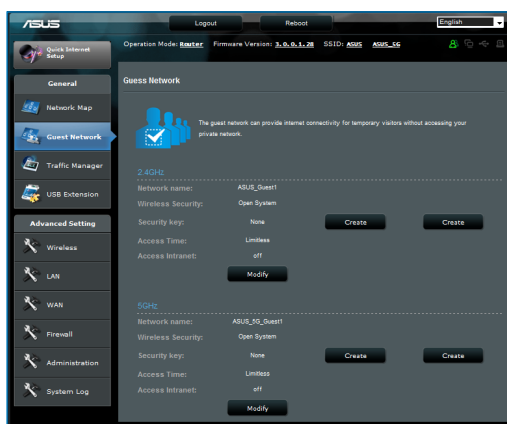 ASUS
Logout
Reboot
English
Quick Internet
Setup
Operation Mode: Router Firmware Version: 3.0.0.1.28 SSID: ASUS ASUS_5G
General
Network Map
Guest Network
Traffic Manager
USB Extension
Advanced Setting
Wireless
LAN
WAN
Firewall
Administration
System Log
Guess Network
The guest network can provide internet connectivity for temporary visitors without accessing your
private network.
2.4GHz
Network name: ASUS_Guest1
Wireless Security: Open System
Security key: None Create Create
Access Time: Limitless
Access Intranet: off
Modify
5GHz
Network name: ASUS_5G_Guest1
Wireless Security: Open System
Security key: None Create Create
Access Time: Limitless
Access Intranet: off
Modify